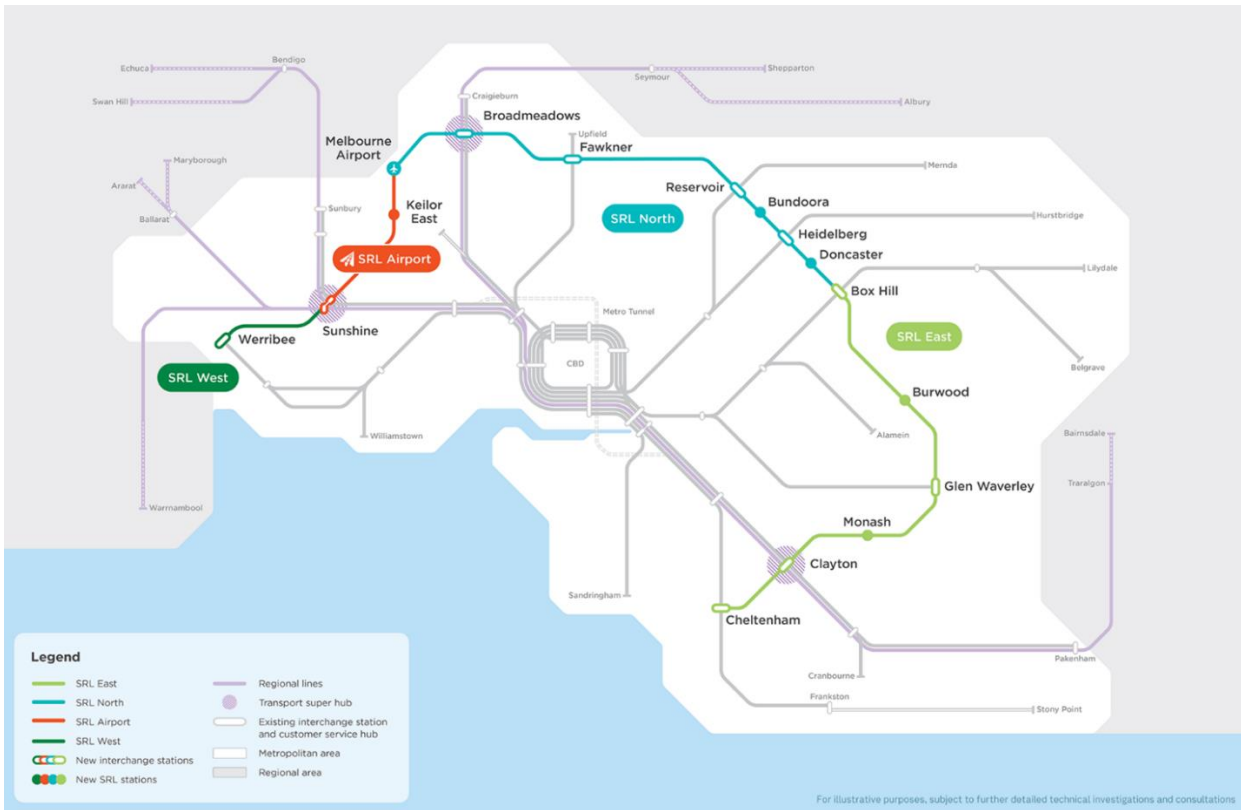 Echuca
Bendigo
Swan Hill
Seymour
Shepparton
Albury
Craigieburn
Broadmeadows
Melbourne
Airport
Upfield
Fawkner
Maryborough
Ararat
Ballarat
Sunbury
Keilor
East
Mernda
Reservoir
Bundoora
SRL North
Hurstbridge
Heidelberg
Doncaster
SRL Airport
Lilydale
Box Hill
Metro Tunnel
Sunshine
Werribee
SRL East
CBD
Belgrave
SRL West
Burwood
Williamstown
Alamein
Bairnsdale
Traralgon
Glen Waverley
Warrnambool
Monash
Clayton
Sandringham
Cheltenham
Pakenham
Cranbourne
Frankston
Stony Point
Legend
SRL East
SRL North
SRL Airport
SRL West
New interchange stations
New SRL stations
Regional lines
Transport super hub
Existing interchange station
and customer service hub
Metropolitan area
Regional area
For illustrative purposes, subject to further detailed technical investigations and consultations